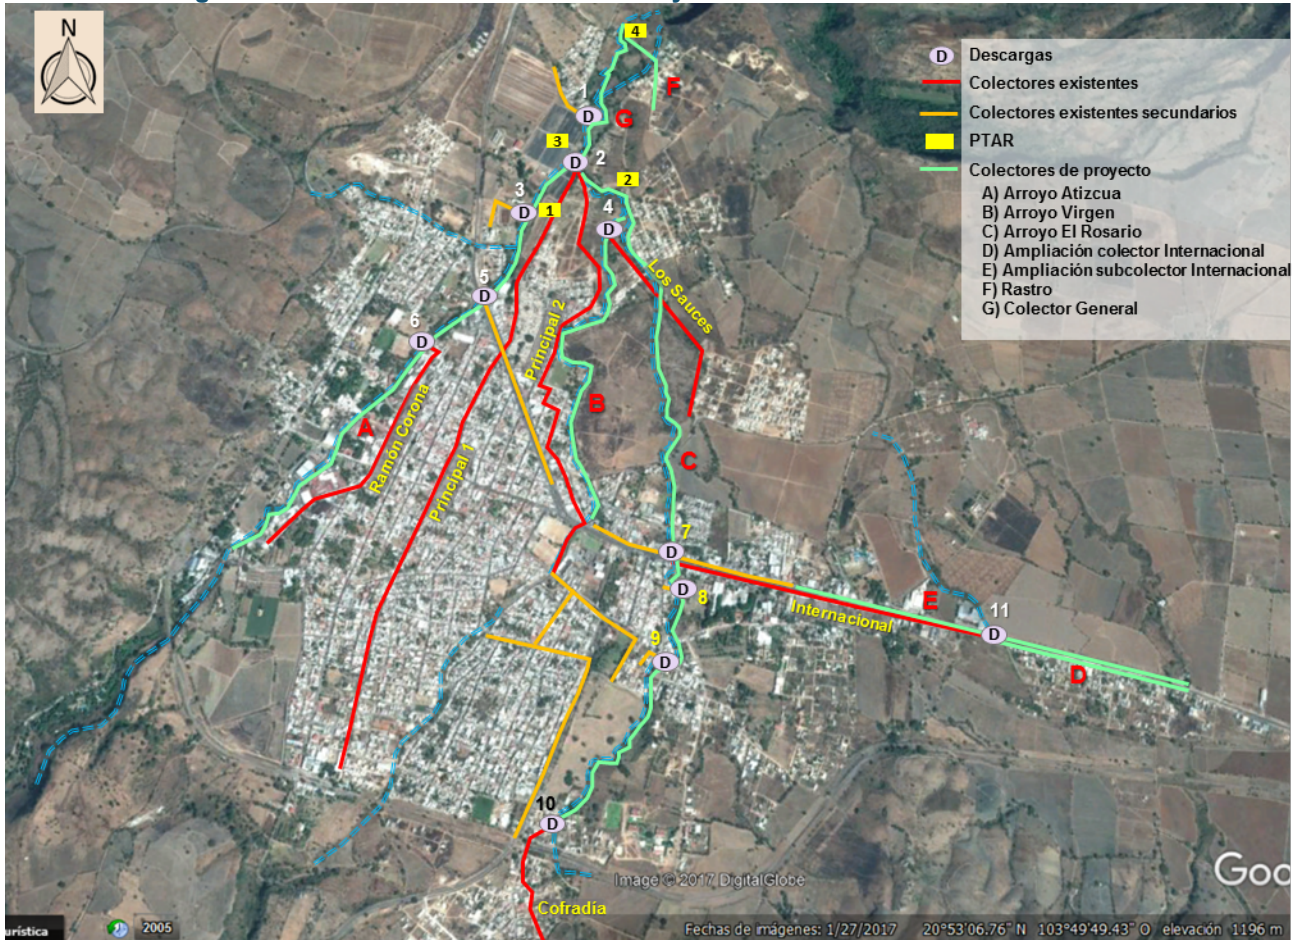 N
D Descargas
Colectores existentes
Colectores existentes secundarios
PTAR
Colectores de proyecto
A) Arroyo Atizcua
B) Arroyo Virgen
C) Arroyo El Rosario
D) Ampliación colector Internacional
E) Ampliación subcolector Internacional
F) Rastro
G) Colector General
4
F
1
D
G
3
D
2
2
3
D
1
4
D
Los Sauces
5
D
6
D
Principal 2
A
Ramón Corona
B
Principal 1
C
7
D
D
8
E
Internacional
11
D
9
D
D
10
D
Cofradía
Image © 2017 DigitalGlobe
Goo
urística
2005
Fechas de imágenes: 1/27/2017 20°53'06.76" N 103°49'49.43" O elevación 1196 m